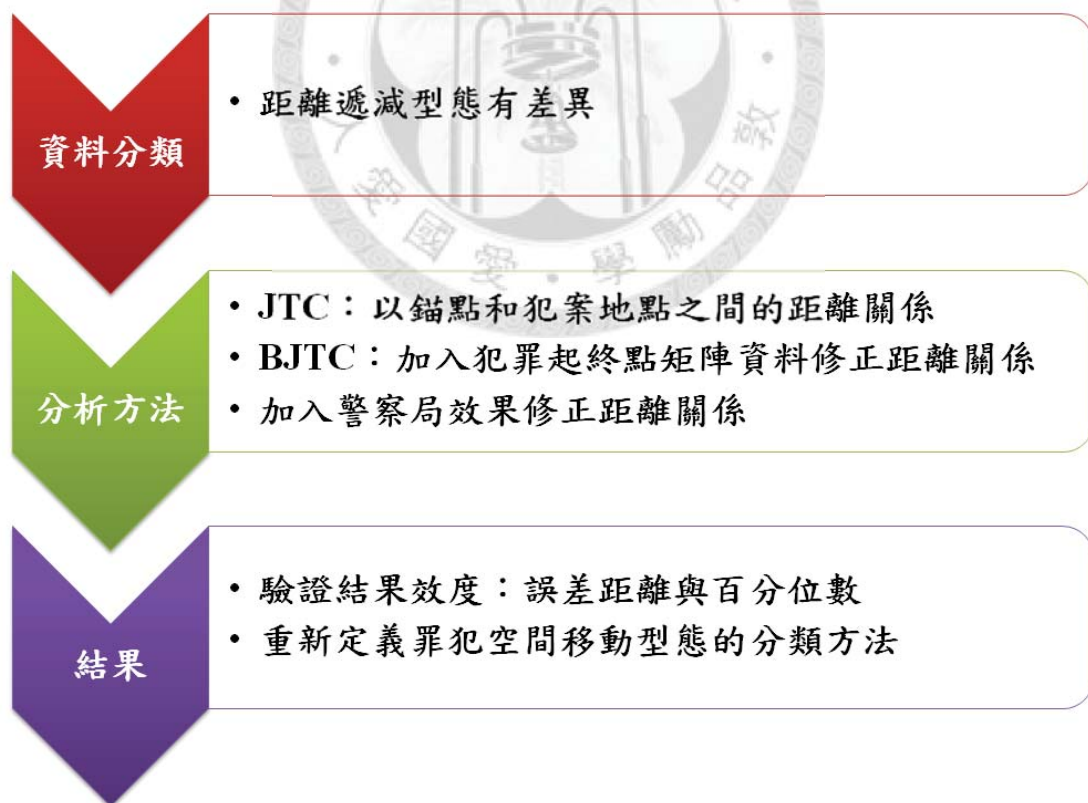 資料分類
• 距離遞減型態有差異
分析方法
• JTC：以錨點和犯案地點之間的距離關係
• BJTC：加入犯罪起終點矩陣資料修正距離關係
• 加入警察局效果修正距離關係
結果
• 驗證結果效度：誤差距離與百分位數
• 重新定義罪犯空間移動型態的分類方法